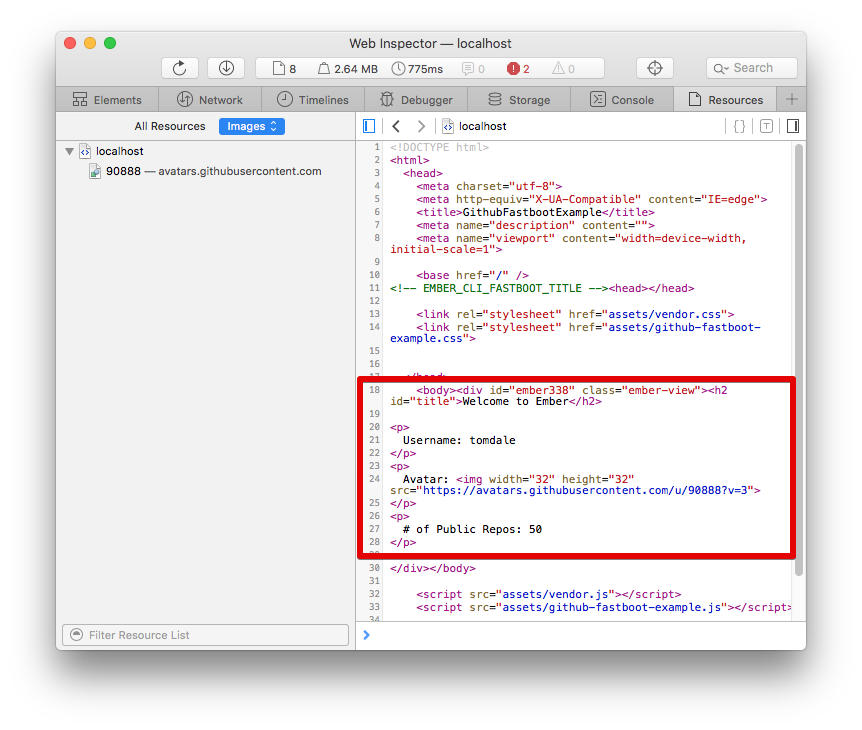 Web Inspector — localhost
8 2.64 MB 775ms 0 2 0 Search
Elements Network Timelines Debugger Storage Console Resources
All Resources Images localhost
localhost
90888 — avatars.githubusercontent.com
1 <!DOCTYPE html>
2 <html>
3 <head>
4 <meta charset="utf-8">
5 <meta http-equiv="X-UA-Compatible" content="IE=edge">
6 <title>GithubFastbootExample</title>
7 <meta name="description" content="">
8 <meta name="viewport" content="width=device-width,
initial-scale=1">
9
10 <base href="/" />
11 <!-- EMBER_CLI_FASTBOOT_TITLE --><head></head>
12
13 <link rel="stylesheet" href="assets/vendor.css">
14 <link rel="stylesheet" href="assets/github-fastboot-
example.css">
15
16
17 </head>
18 <body><div id="ember338" class="ember-view"><h2
id="title">Welcome to Ember</h2>
19
20 <p>
21 Username: tomdale
22 </p>
23 <p>
24 Avatar: <img width="32" height="32"
src="https://avatars.githubusercontent.com/u/90888?v=3">
25 </p>
26 <p>
27 # of Public Repos: 50
28 </p>
29
30 </div></body>
31
32 <script src="assets/vendor.js"></script>
33 <script src="assets/github-fastboot-example.js"></script>
34
Filter Resource List